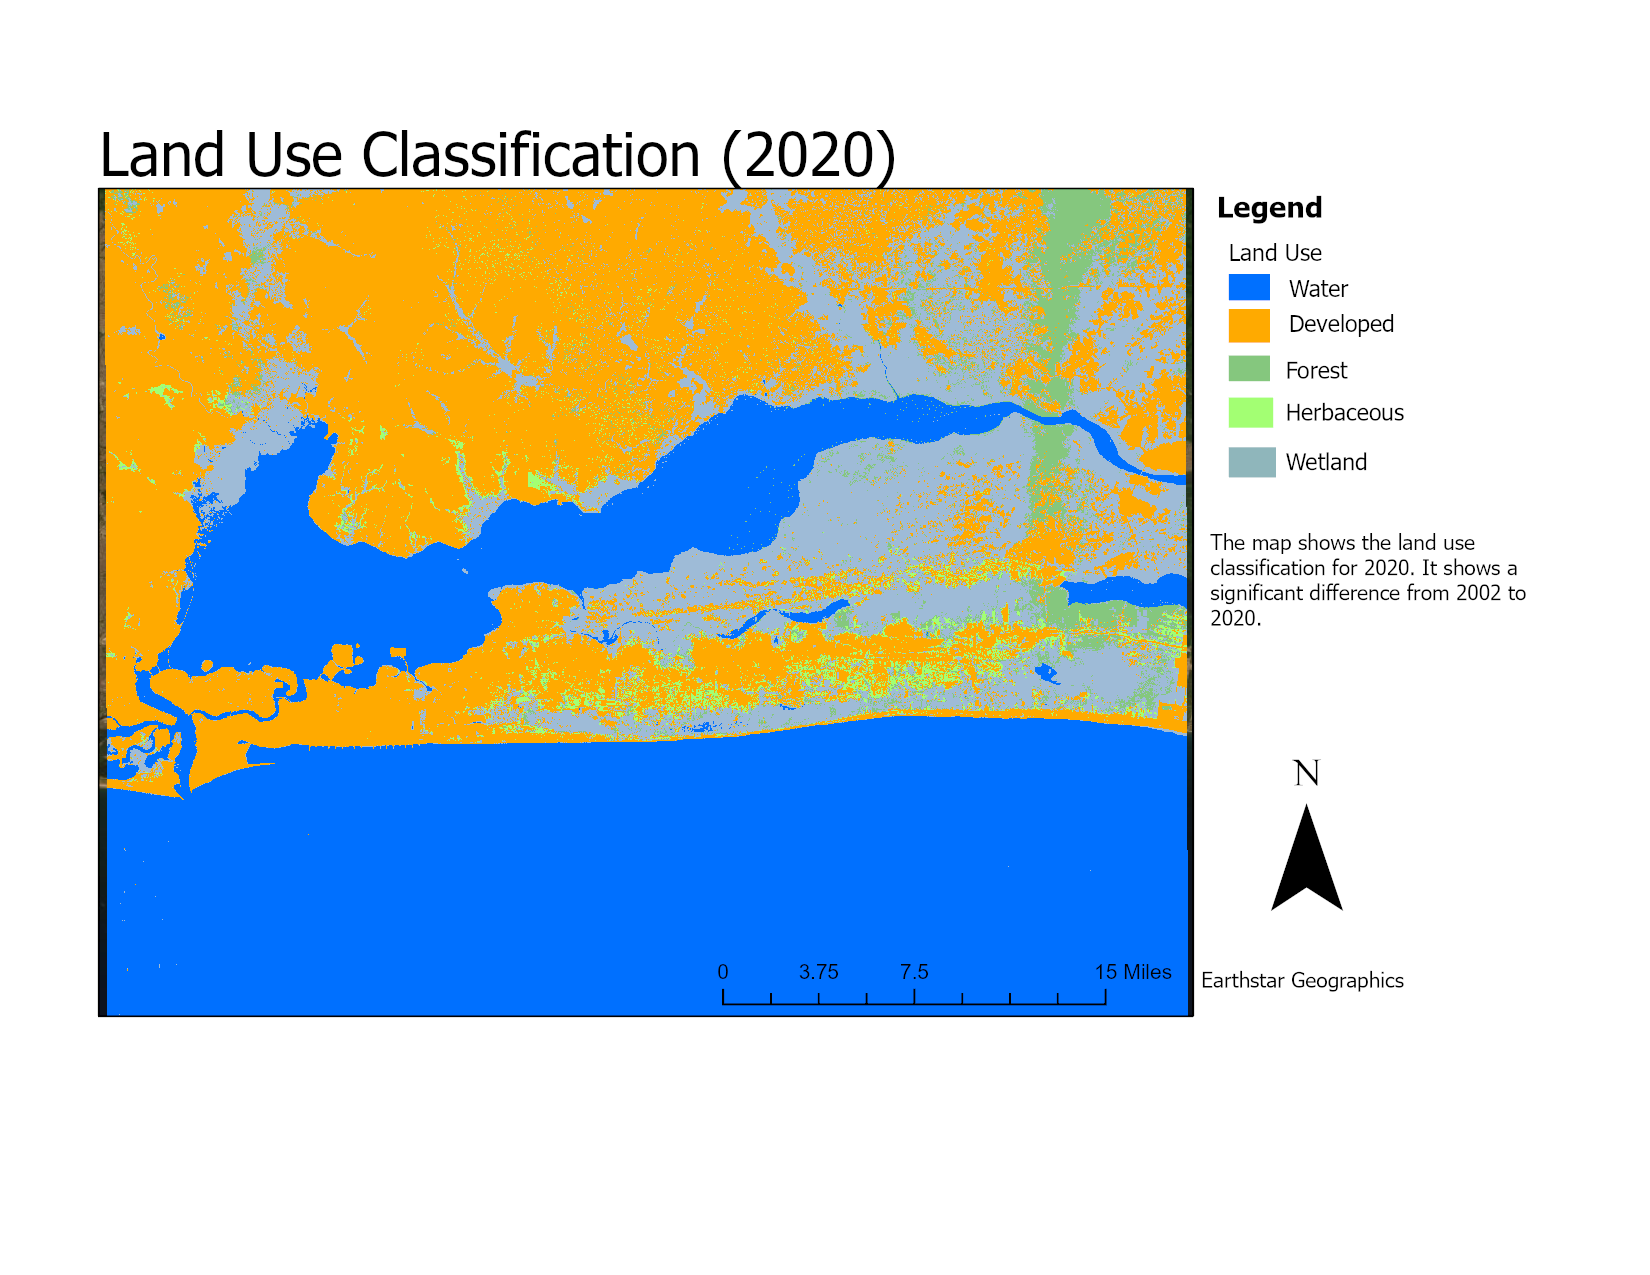 Land Use Classification (2020)
Legend
Land Use
Water
Developed
Forest
Herbaceous
Wetland
The map shows the land use
classification for 2020. It shows a
significant difference from 2002 to
2020.
N
0 3.75 7.5 15 Miles
Earthstar Geographics